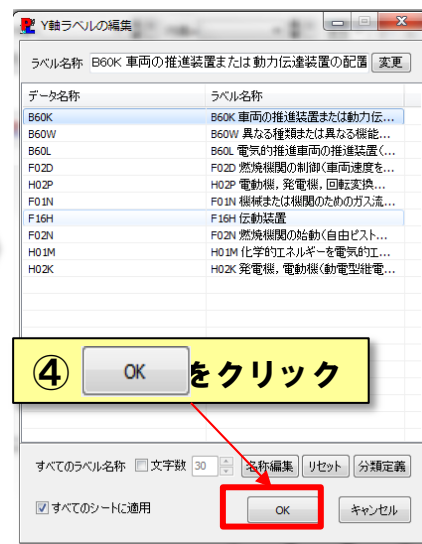 Y軸ラベルの編集
ラベル名称 B60K 車両の推進装置または動力伝達装置の配置 変更
データ名称 ラベル名称
B60K B60K 車両の推進装置または動力伝...
B60W B60W 異なる種類または異なる機能...
B60L B60L 電気的推進車両の推進装置(...
F02D F02D 燃焼機関の制御(車両速度を...
H02P H02P 電動機，発電機，回転変換...
F01N F01N 機械または機関のためのガス流...
F16H F16H 伝動装置
F02N F02N 燃焼機関の始動(自由ピスト...
H01M H01M 化学的エネルギーを電気的エ...
H02K H02K 発電機，電動機(動電型継電...
④ OK をクリック
すべてのラベル名称 文字数 30 名称編集 リセット 分類定義
すべてのシートに適用 OK キャンセル